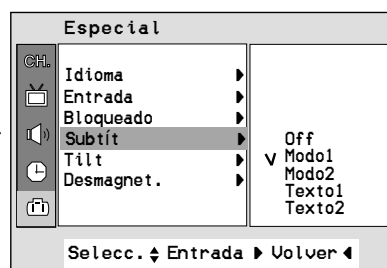 Especial
CH.
Idioma
Entrada
Bloqueado
Subtít
Tilt
Desmagnet.
Off
Modo1
Modo2
Texto1
Texto2
Selecc. Entrada Volver